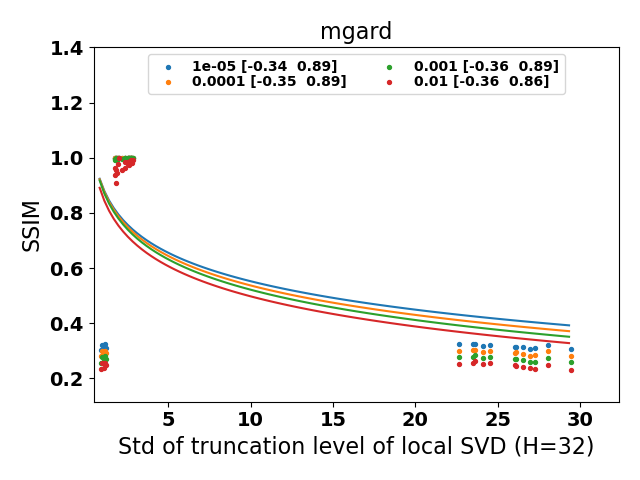 mgard
1e-05 [-0.34  0.89]
0.0001 [-0.35  0.89]
0.001 [-0.36  0.89]
0.01 [-0.36  0.86]
SSIM
1.4
1.2
1.0
0.8
0.6
0.4
0.2
5 10 15 20 25 30
Std of truncation level of local SVD (H=32)